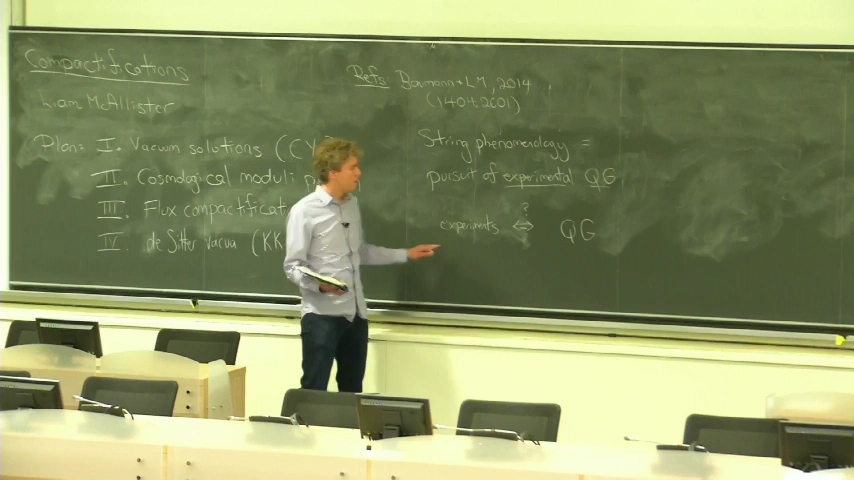 Compactifications
Liam McAllister
Plan: I. Vacuum solutions (CY
II. Cosmological moduli p
III. Flux compactificat
IV. de Sitter vacua (KK
Refs: Baumann + LM, 2014
(1404.2601)
String phenomenology =
pursuit of experimental QG
?
experiments ⇔ QG